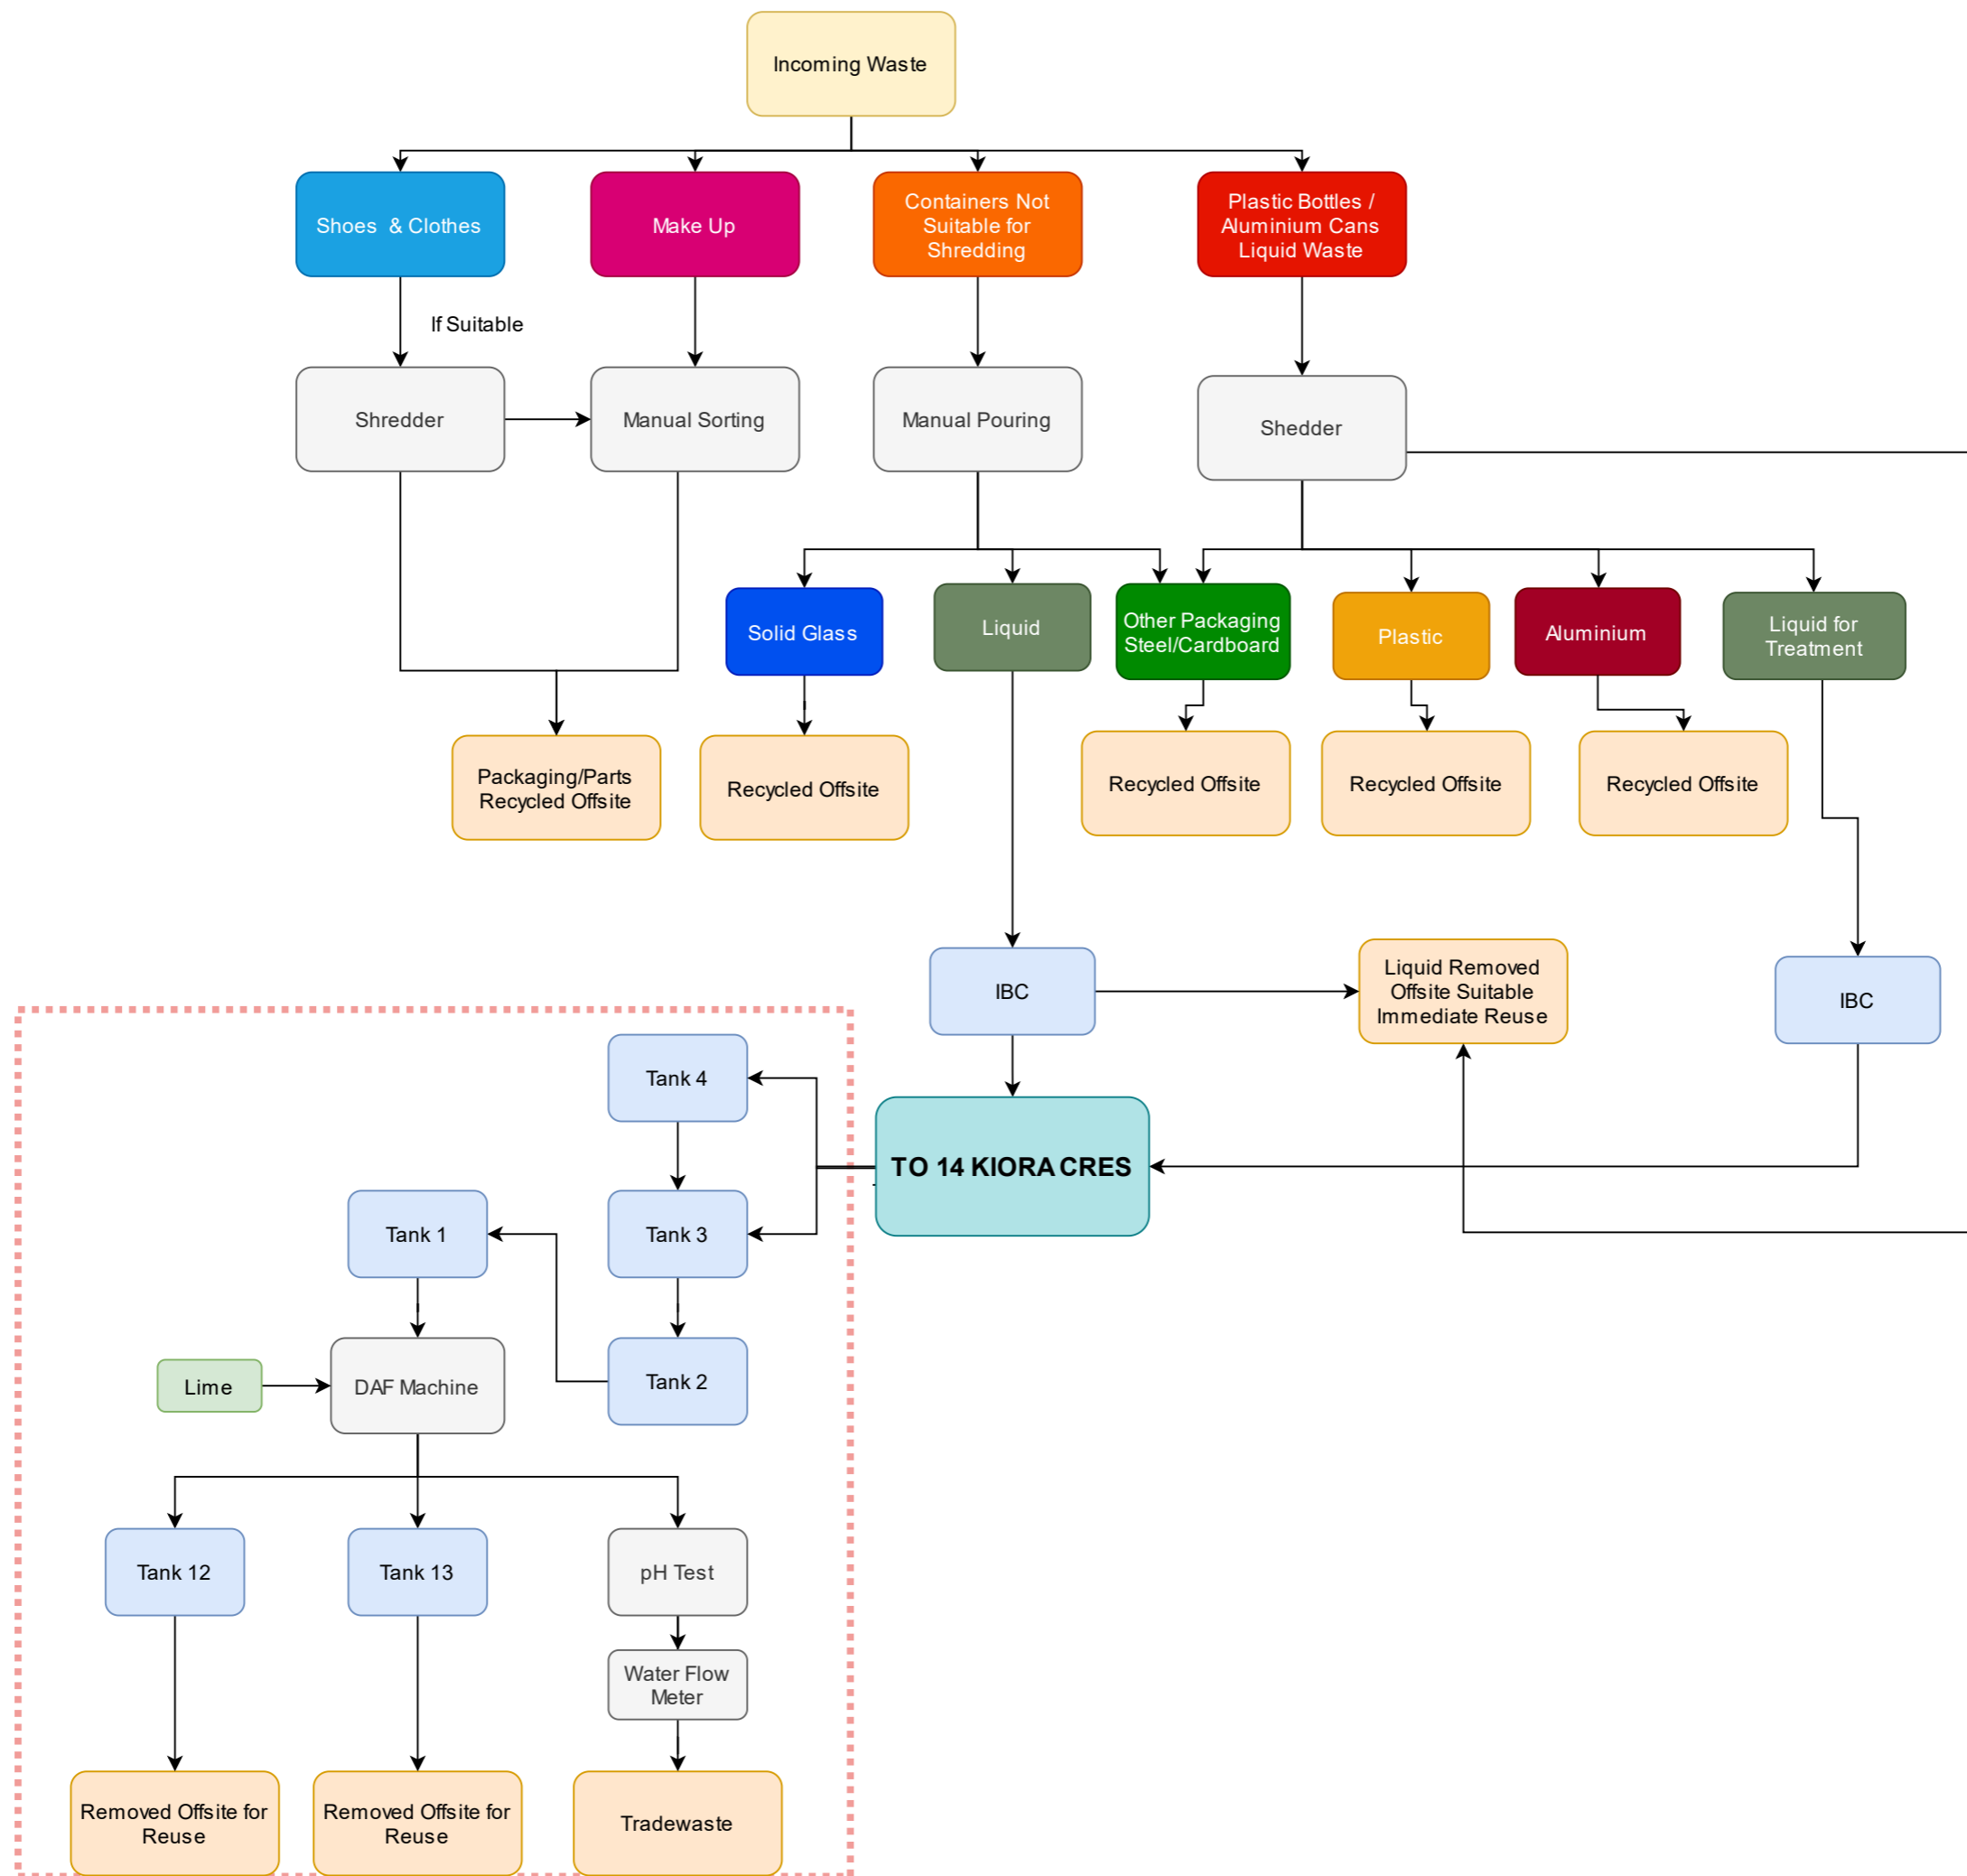 Incoming Waste
Shoes & Clothes
Make Up
Containers Not
Suitable for
Shredding
Plastic Bottles /
Aluminium Cans
Liquid Waste
If Suitable
Shredder
Manual Sorting
Manual Pouring
Shedder
Solid Glass
Liquid
Other Packaging
Steel/Cardboard
Plastic
Aluminium
Liquid for
Treatment
Packaging/Parts
Recycled Offsite
Recycled Offsite
Recycled Offsite
Recycled Offsite
Recycled Offsite
IBC
Liquid Removed
Offsite Suitable
Immediate Reuse
IBC
Tank 4
TO 14 KIORA CRES
Tank 1
Tank 3
Lime
DAF Machine
Tank 2
Tank 12
Tank 13
pH Test
Water Flow
Meter
Removed Offsite for
Reuse
Removed Offsite for
Reuse
Tradewaste